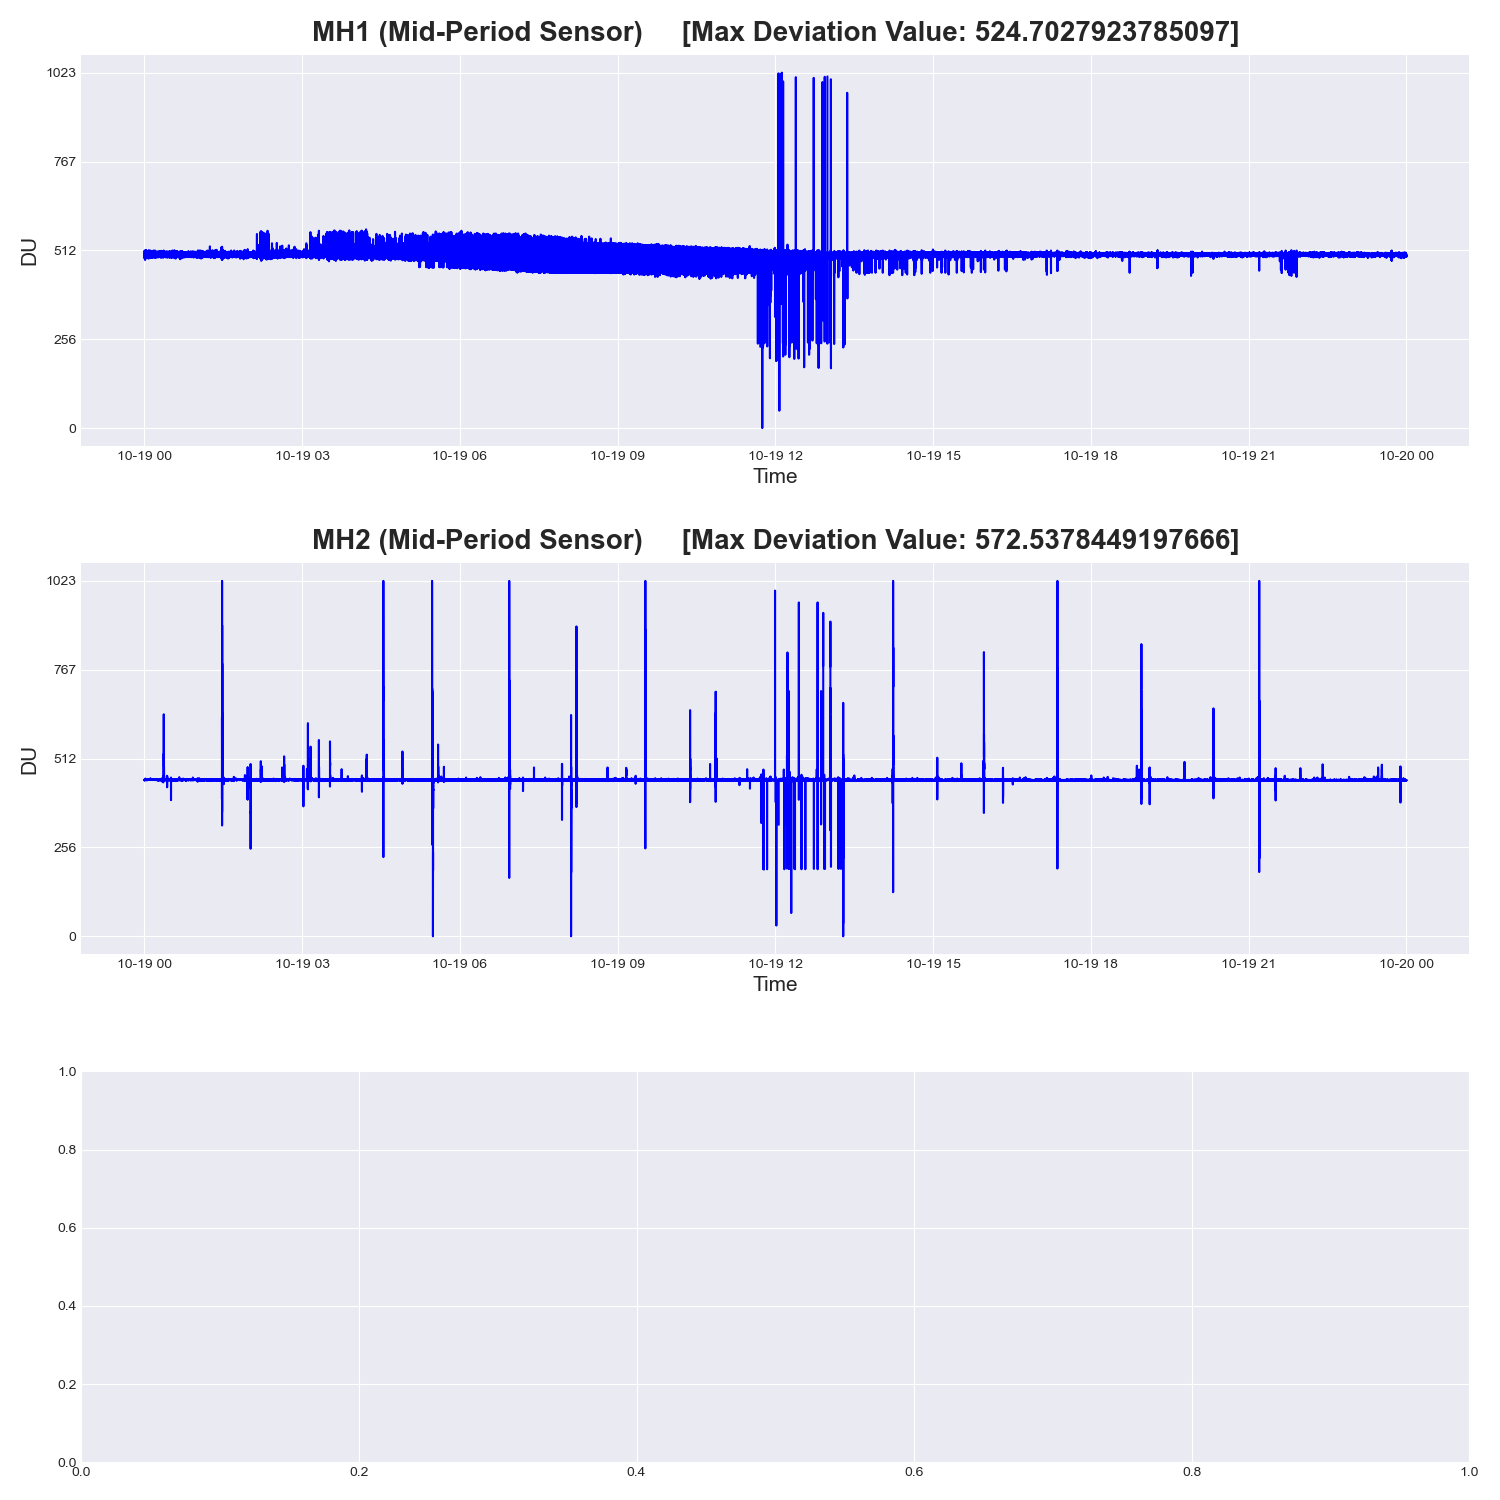 MH1 (Mid-Period Sensor) [Max Deviation Value: 524.7027923785097]
1023
767
512
256
0
DU
10-19 00 10-19 03 10-19 06 10-19 09 10-19 12 10-19 15 10-19 18 10-19 21 10-20 00
Time
MH2 (Mid-Period Sensor) [Max Deviation Value: 572.5378449197666]
1023
767
512
256
0
DU
10-19 00 10-19 03 10-19 06 10-19 09 10-19 12 10-19 15 10-19 18 10-19 21 10-20 00
Time
1.0
0.8
0.6
0.4
0.2
0.0
0.0 0.2 0.4 0.6 0.8 1.0